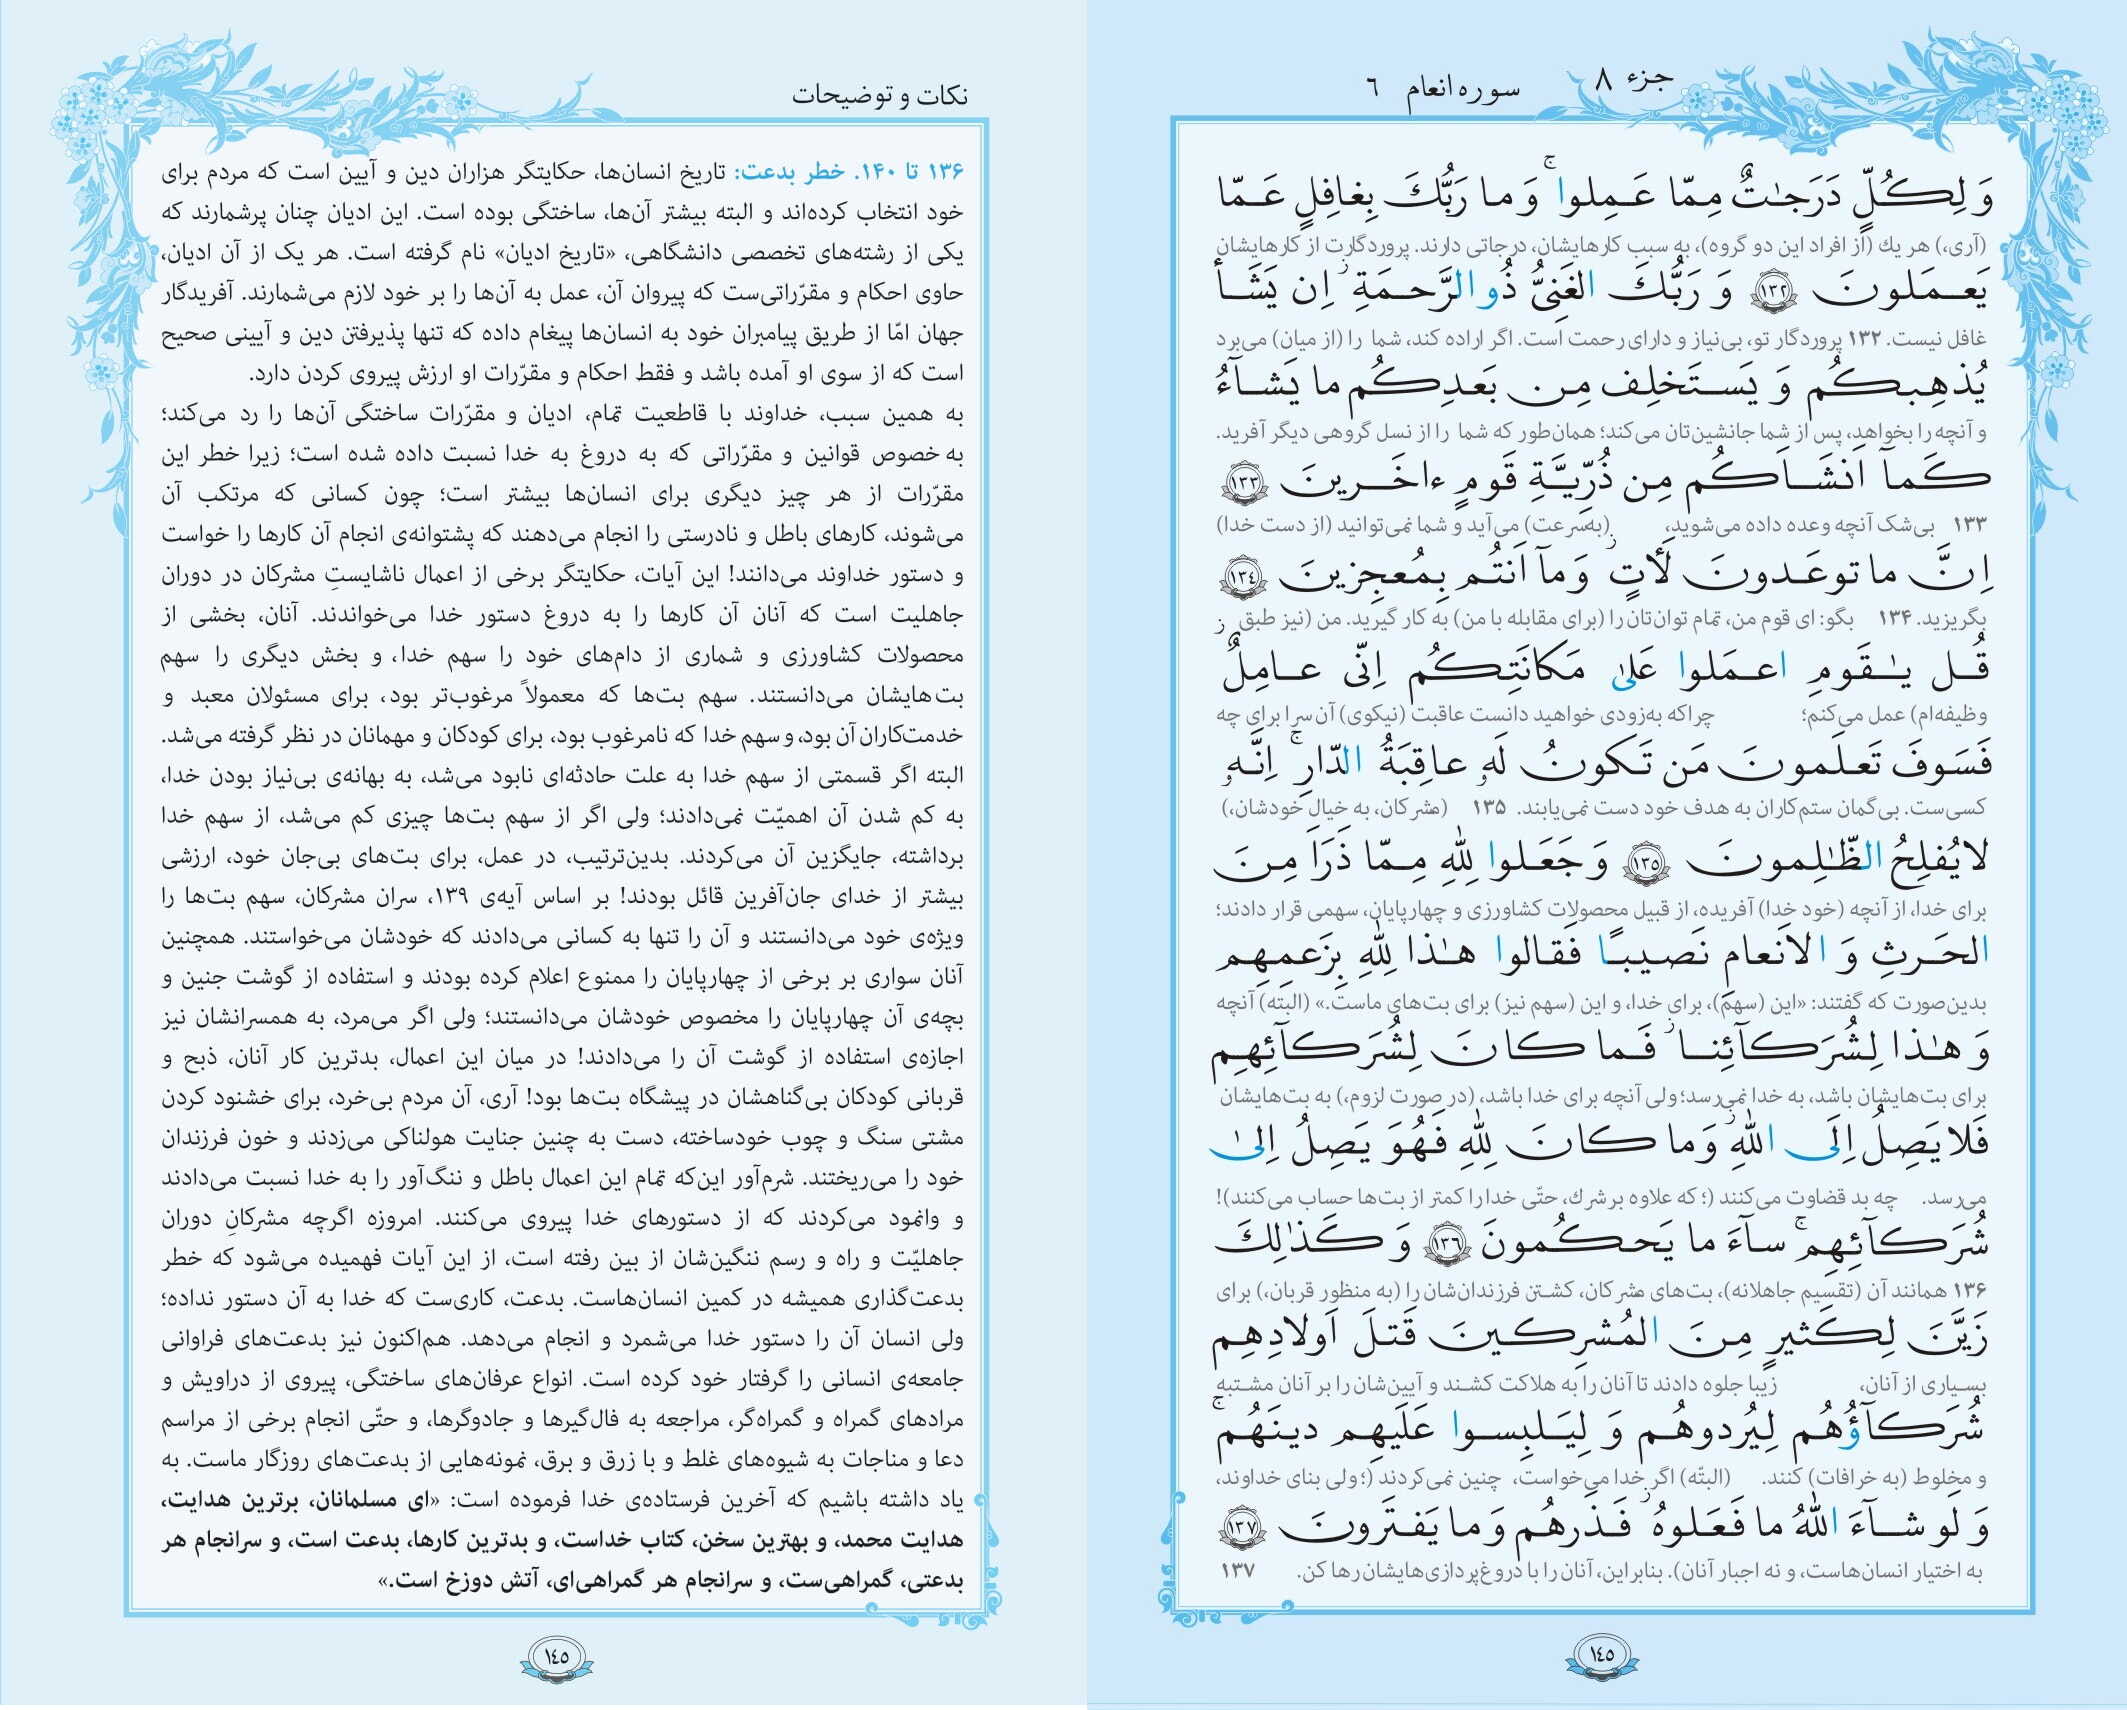 جزء ۸
سوره انعام ٦
وَ لِكُلٍّ دَرَجٰتٌ مِمّا عَمِلوا ۚ وَ ما رَبُّكَ بِغافِلٍ عَمّا
(آری،) هر یك (از افراد این دو گروه)، به سبب کارهایشان، درجاتی دارند. پروردگارت از کارهایشان
يَعمَلونَ ١٣٢ وَ رَبُّكَ الغَنِىُّ ذُو الرَّحمَةِ ۚ اِن يَشَأ
غافل نیست. ۱۳۲ پروردگار تو، بی‌نیاز و دارای رحمت است. اگر اراده کند، شما را (از میان) می‌برد
يُذهِبكُم وَ يَستَخلِف مِن بَعدِكُم ما يَشآءُ
و آنچه را بخواهد، پس از شما جانشین‌تان می‌کند؛ همان‌طور که شما را از نسل گروهی دیگر آفرید.
كَمآ اَنشَاَكُم مِن ذُرِّيَّةِ قَومٍ ءاخَرينَ ١٣٣
۱۳۳ بی‌شک آنچه وعده داده می‌شوید، (به‌سرعت) می‌آید و شما نمی‌توانید (از دست خدا)
اِنَّ ما توعَدونَ لَأٰتٍ ۖ وَ مآ اَنتُم بِمُعجِزينَ ١٣٤
بگریزید. ۱۳۴ بگو: ای قوم من، تمام توان‌تان را (برای مقابله با من) به کار گیرید. من (نیز طبق
قُل يٰقَومِ اعمَلوا عَلىٰ مَكانَتِكُم اِنّى عامِلٌ ۖ
وظیفه‌ام) عمل می‌کنم؛ چراکه به‌زودی خواهید دانست عاقبت (نیکوی) آن سرا برای چه
فَسَوفَ تَعلَمونَ مَن تَكونُ لَهٗ عاقِبَةُ الدّارِ ۚ اِنَّهٗ
کسی‌ست. بی‌گمان ستم‌کاران به هدف خود دست نمی‌یابند. ۱۳۵ (مشرکان، به خیال خودشان،)
لا يُفلِحُ الظّٰلِمونَ ١٣٥ وَ جَعَلوا لِلّٰهِ مِمّا ذَرَاَ مِنَ
برای خدا، از آنچه (خود خدا) آفریده، از قبیل محصولات کشاورزی و چهارپایان، سهمی قرار دادند؛
الحَرثِ وَ الاَنعامِ نَصيبًا فَقالوا هٰذا لِلّٰهِ بِزَعمِهِم
بدین‌صورت که گفتند: «این (سهم)، برای خدا، و این (سهم نیز) برای بت‌های ماست.» (البته) آنچه
وَ هٰذا لِشُرَكآئِنا ۖ فَما كانَ لِشُرَكآئِهِم
برای بت‌هایشان باشد، به خدا نمی‌رسد؛ ولی آنچه برای خدا باشد، (در صورت لزوم،) به بت‌هایشان
فَلا يَصِلُ اِلَى اللّٰهِ ۖ وَ ما كانَ لِلّٰهِ فَهُوَ يَصِلُ اِلىٰ
می‌رسد. چه بد قضاوت می‌کنند (؛ که علاوه بر شرك، حتّی خدا را کمتر از بت‌ها حساب می‌کنند)!
شُرَكآئِهِم ۚ سآءَ ما يَحكُمونَ ١٣٦ وَ كَذٰلِكَ
۱۳۶ همانند آن (تقسیم جاهلانه)، بت‌های مشرکان، کشتن فرزندان‌شان را (به منظور قربان،) برای
زَيَّنَ لِكَثيرٍ مِنَ المُشرِكينَ قَتلَ اَولادِهِم
بسیاری از آنان، زیبا جلوه دادند تا آنان را به هلاکت کشند و آیین‌شان را بر آنان مشتبه
شُرَكآؤُهُم لِيُردوهُم وَ لِيَلبِسوا عَلَيهِم دينَهُم ۚ
و مخلوط (به خرافات) کنند. (البتّه) اگر خدا می‌خواست، چنین نمی‌کردند (؛ ولی بنای خداوند،
وَ لَو شآءَ اللّٰهُ ما فَعَلوهُ ۖ فَذَرهُم وَ ما يَفتَرونَ ١٣٧
به اختیار انسان‌هاست، و نه اجبار آنان). بنابراین، آنان را با دروغ‌پردازی‌هایشان رها کن. ۱۳۷
١٤٥
نکات و توضیحات
۱۳۶ تا ۱۴۰. خطر بدعت: تاریخ انسان‌ها، حکایتگر هزاران دین و آیین است که مردم برای
خود انتخاب کرده‌اند و البته بیشتر آن‌ها، ساختگی بوده است. این ادیان چنان پرشمارند که
یکی از رشته‌های تخصصی دانشگاهی، «تاریخ ادیان» نام گرفته است. هر یک از آن ادیان،
حاوی احکام و مقرّراتی‌ست که پیروان آن، عمل به آن‌ها را بر خود لازم می‌شمارند. آفریدگار
جهان امّا از طریق پیامبران خود به انسان‌ها پیغام داده که تنها پذیرفتن دین و آیینی صحیح
است که از سوی او آمده باشد و فقط احکام و مقرّرات او ارزش پیروی کردن دارد.
به همین سبب، خداوند با قاطعیت تمام، ادیان و مقرّرات ساختگی آن‌ها را رد می‌کند؛
به خصوص قوانین و مقرّراتی که به دروغ به خدا نسبت داده شده است؛ زیرا خطر این
مقرّرات از هر چیز دیگری برای انسان‌ها بیشتر است؛ چون کسانی که مرتکب آن
می‌شوند، کارهای باطل و نادرستی را انجام می‌دهند که پشتوانه‌ی انجام آن کارها را خواست
و دستور خداوند می‌دانند! این آیات، حکایتگر برخی از اعمال ناشایستِ مشرکان در دوران
جاهلیت است که آنان آن کارها را به دروغ دستور خدا می‌خواندند. آنان، بخشی از
محصولات کشاورزی و شماری از دام‌های خود را سهم خدا، و بخش دیگری را سهم
بت‌هایشان می‌دانستند. سهم بت‌ها که معمولاً مرغوب‌تر بود، برای مسئولان معبد و
خدمت‌کاران آن بود، و سهم خدا که نامرغوب بود، برای کودکان و مهمانان در نظر گرفته می‌شد.
البته اگر قسمتی از سهم خدا به علت حادثه‌ای نابود می‌شد، به بهانه‌ی بی‌نیاز بودن خدا،
به کم شدن آن اهمیّت نمی‌دادند؛ ولی اگر از سهم بت‌ها چیزی کم می‌شد، از سهم خدا
برداشته، جایگزین آن می‌کردند. بدین‌ترتیب، در عمل، برای بت‌های بی‌جان خود، ارزشی
بیشتر از خدای جان‌آفرین قائل بودند! بر اساس آیه‌ی ۱۳۹، سران مشرکان، سهم بت‌ها را
ویژه‌ی خود می‌دانستند و آن را تنها به کسانی می‌دادند که خودشان می‌خواستند. همچنین
آنان سواری بر برخی از چهارپایان را ممنوع اعلام کرده بودند و استفاده از گوشت جنین و
بچه‌ی آن چهارپایان را مخصوص خودشان می‌دانستند؛ ولی اگر می‌مرد، به همسرانشان نیز
اجازه‌ی استفاده از گوشت آن را می‌دادند! در میان این اعمال، بدترین کار آنان، ذبح و
قربانی کودکان بی‌گناهشان در پیشگاه بت‌ها بود! آری، آن مردم بی‌خرد، برای خشنود کردن
مشتی سنگ و چوب خودساخته، دست به چنین جنایت هولناکی می‌زدند و خون فرزندان
خود را می‌ریختند. شرم‌آور این‌که تمام این اعمال باطل و ننگ‌آور را به خدا نسبت می‌دادند
و وانمود می‌کردند که از دستورهای خدا پیروی می‌کنند. امروزه اگرچه مشرکانِ دوران
جاهلیّت و راه و رسم ننگین‌شان از بین رفته است، از این آیات فهمیده می‌شود که خطر
بدعت‌گذاری همیشه در کمین انسان‌هاست. بدعت، کاری‌ست که خدا به آن دستور نداده؛
ولی انسان آن را دستور خدا می‌شمرد و انجام می‌دهد. هم‌اکنون نیز بدعت‌های فراوانی
جامعه‌ی انسانی را گرفتار خود کرده است. انواع عرفان‌های ساختگی، پیروی از دراویش و
مرادهای گمراه و گمراه‌گر، مراجعه به فال‌گیرها و جادوگرها، و حتّی انجام برخی از مراسم
دعا و مناجات به شیوه‌های غلط و با زرق و برق، نمونه‌هایی از بدعت‌های روزگار ماست. به
یاد داشته باشیم که آخرین فرستاده‌ی خدا فرموده است: «ای مسلمانان، برترین هدایت،
هدایت محمد، و بهترین سخن، کتاب خداست، و بدترین کارها، بدعت است، و سرانجام هر
بدعتی، گمراهی‌ست، و سرانجام هر گمراهی‌ای، آتش دوزخ است.»
١٤٥